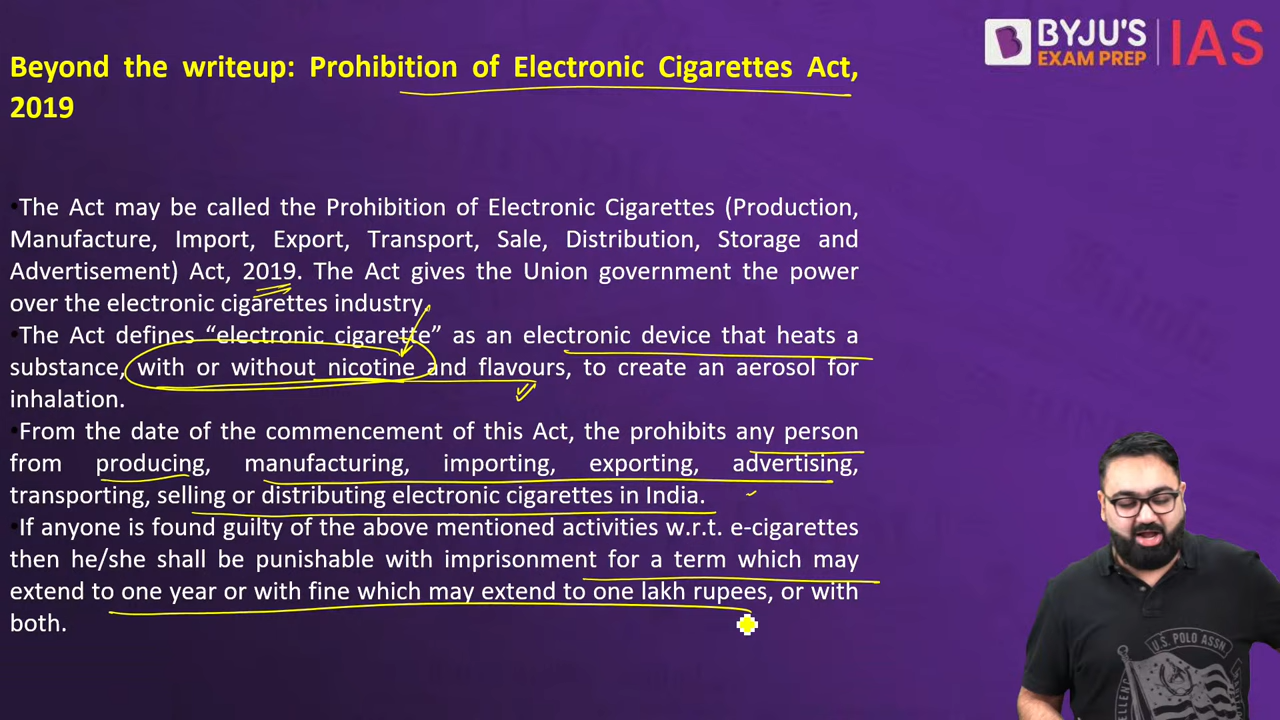 BYJU'S
EXAM PREP
IAS
Beyond the writeup: Prohibition of Electronic Cigarettes Act,
2019
•The Act may be called the Prohibition of Electronic Cigarettes (Production,
Manufacture, Import, Export, Transport, Sale, Distribution, Storage and
Advertisement) Act, 2019. The Act gives the Union government the power
over the electronic cigarettes industry.
•The Act defines “electronic cigarette” as an electronic device that heats a
substance, with or without nicotine and flavours, to create an aerosol for
inhalation.
•From the date of the commencement of this Act, the prohibits any person
from producing, manufacturing, importing, exporting, advertising,
transporting, selling or distributing electronic cigarettes in India.
•If anyone is found guilty of the above mentioned activities w.r.t. e-cigarettes
then he/she shall be punishable with imprisonment for a term which may
extend to one year or with fine which may extend to one lakh rupees, or with
both.
U.S. POLO ASSN